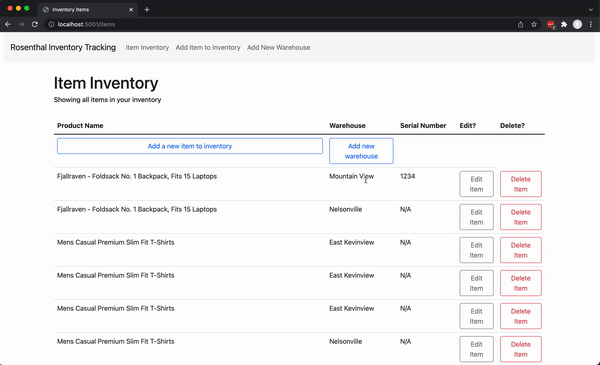 Inventory Items
localhost:5001/items
Rosenthal Inventory Tracking Item Inventory Add Item to Inventory Add New Warehouse
Item Inventory
Showing all items in your inventory
Product Name Warehouse Serial Number Edit? Delete?
Add a new item to inventory Add new warehouse
Fjallraven - Foldsack No. 1 Backpack, Fits 15 Laptops Mountain View 1234 Edit Item Delete Item
Fjallraven - Foldsack No. 1 Backpack, Fits 15 Laptops Nelsonville N/A Edit Item Delete Item
Mens Casual Premium Slim Fit T-Shirts East Kevinview N/A Edit Item Delete Item
Mens Casual Premium Slim Fit T-Shirts East Kevinview N/A Edit Item Delete Item
Mens Casual Premium Slim Fit T-Shirts East Kevinview N/A Edit Item Delete Item
Mens Casual Premium Slim Fit T-Shirts Nelsonville N/A Edit Item Delete Item